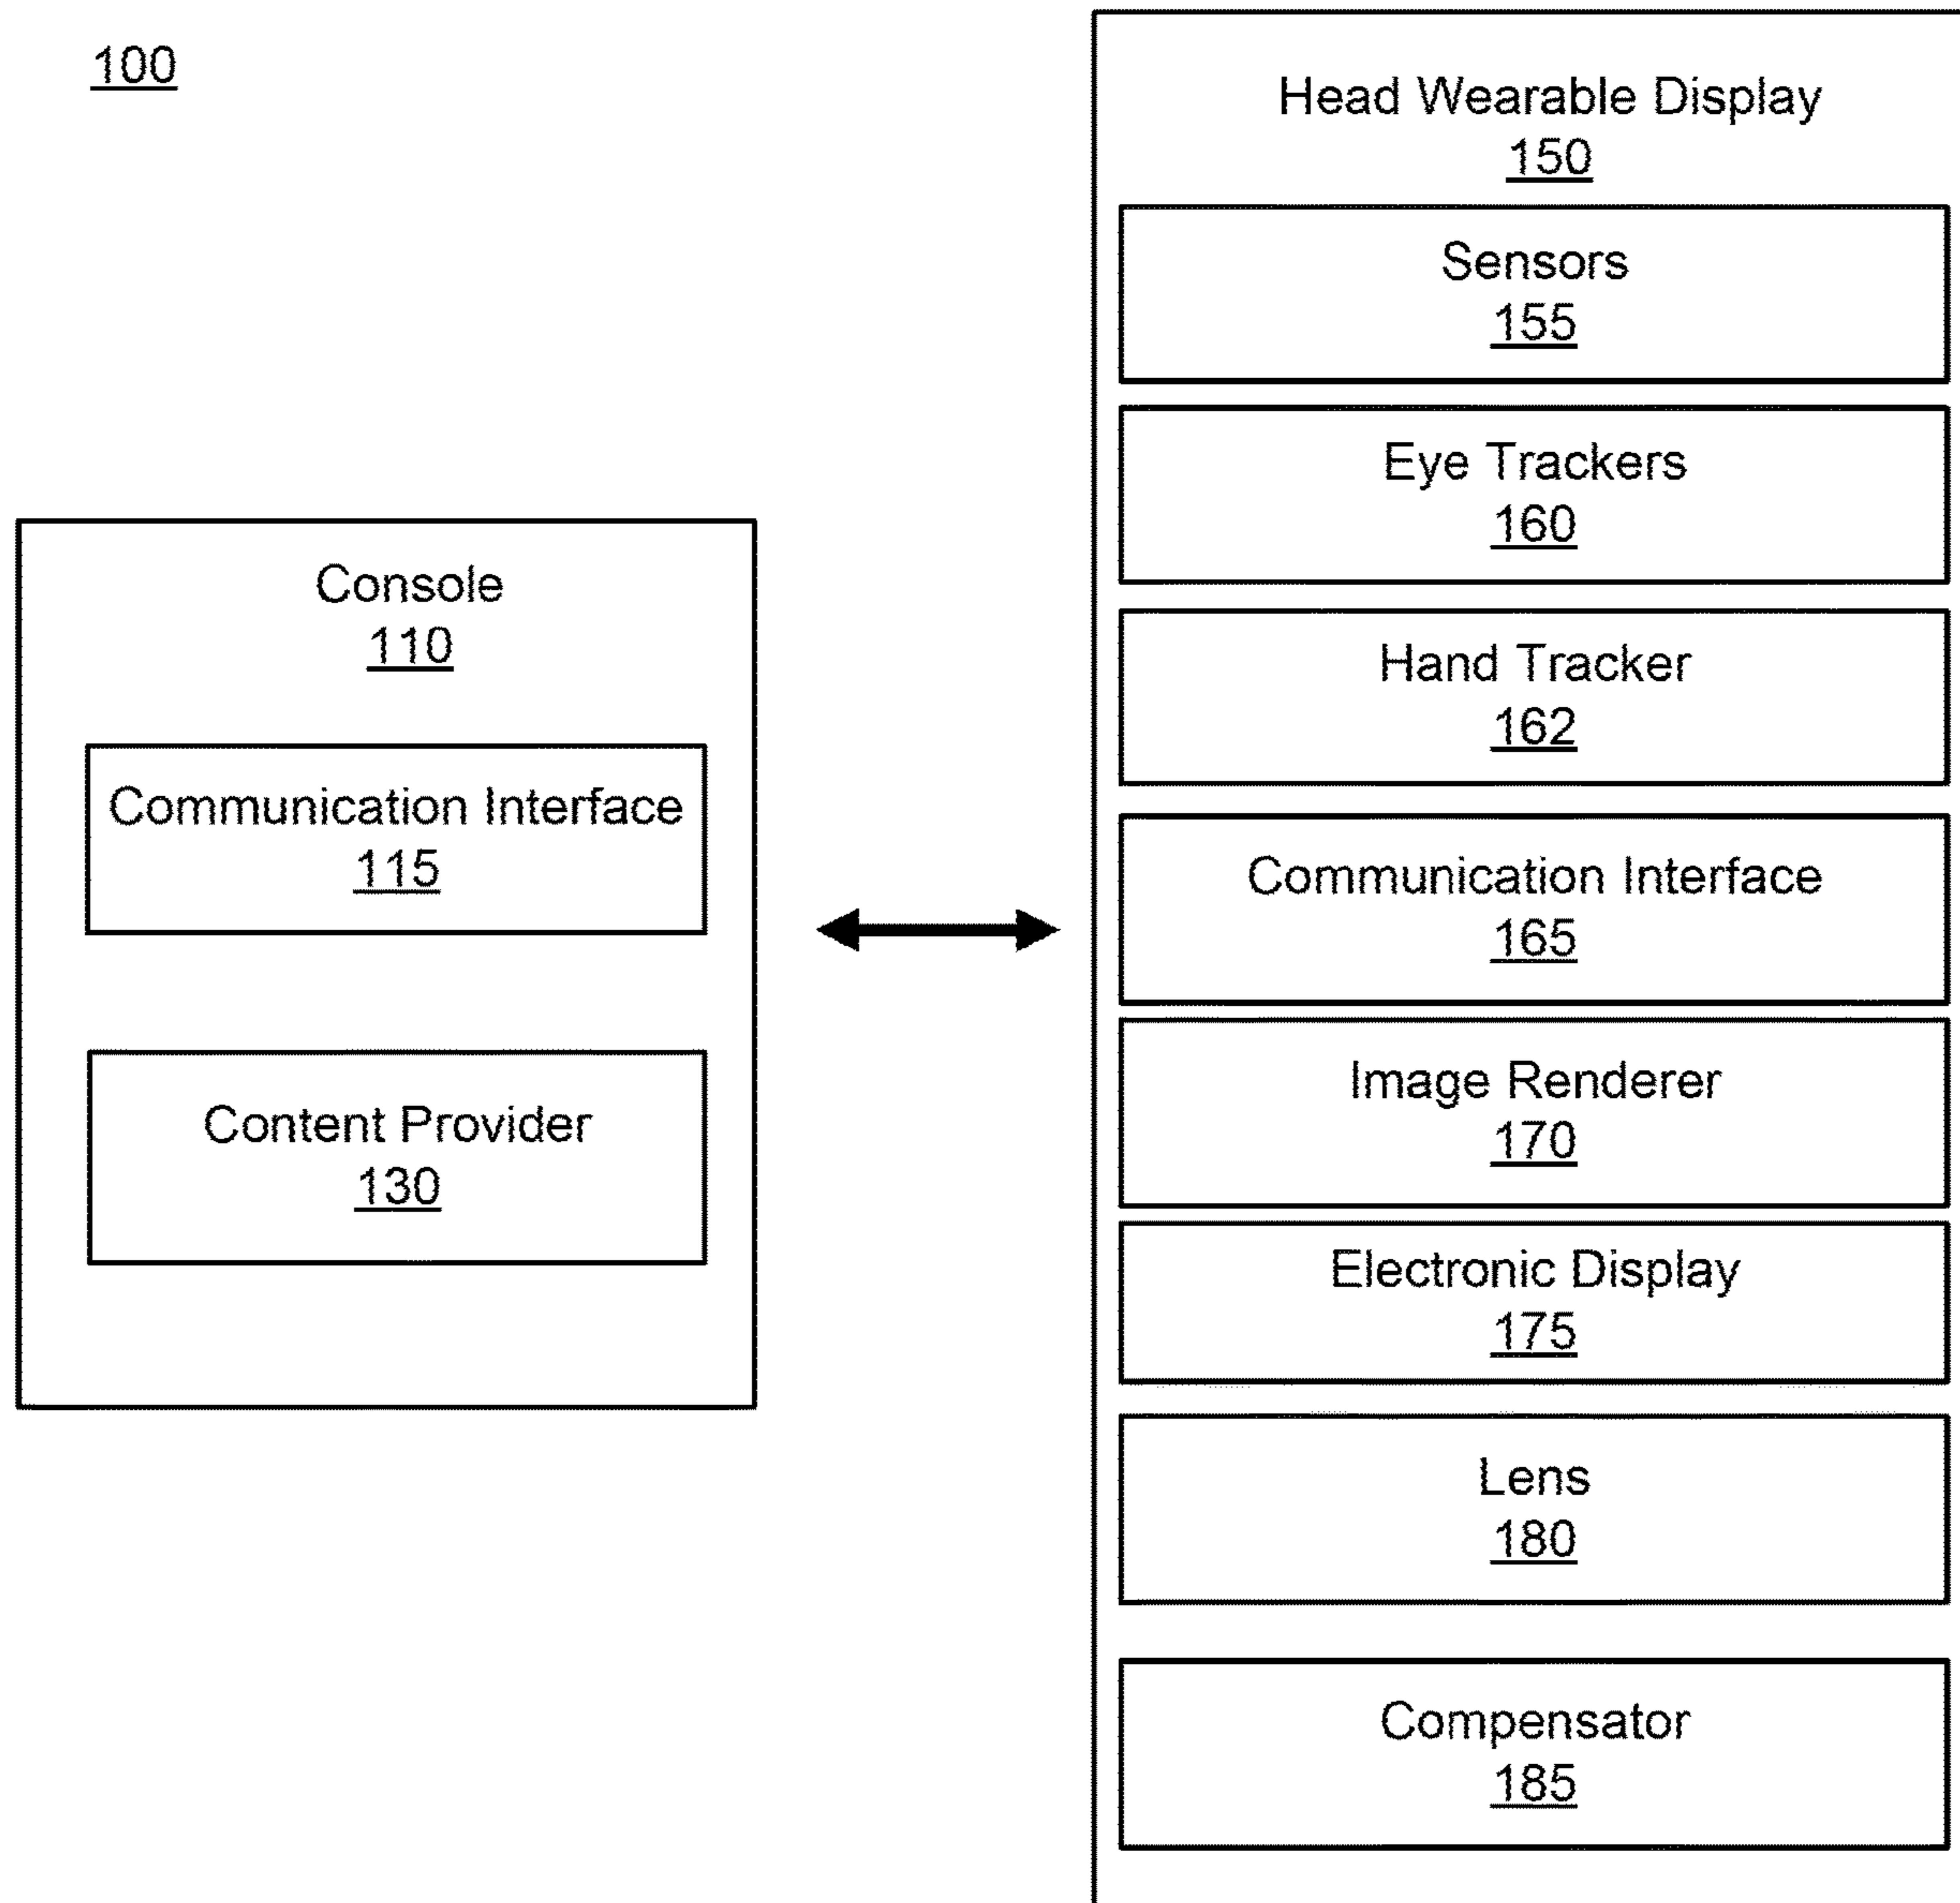 100
Console
110
Communication Interface
115
Content Provider
130
Head Wearable Display
150
Sensors
155
Eye Trackers
160
Hand Tracker
162
Communication Interface
165
Image Renderer
170
Electronic Display
175
Lens
180
Compensator
185